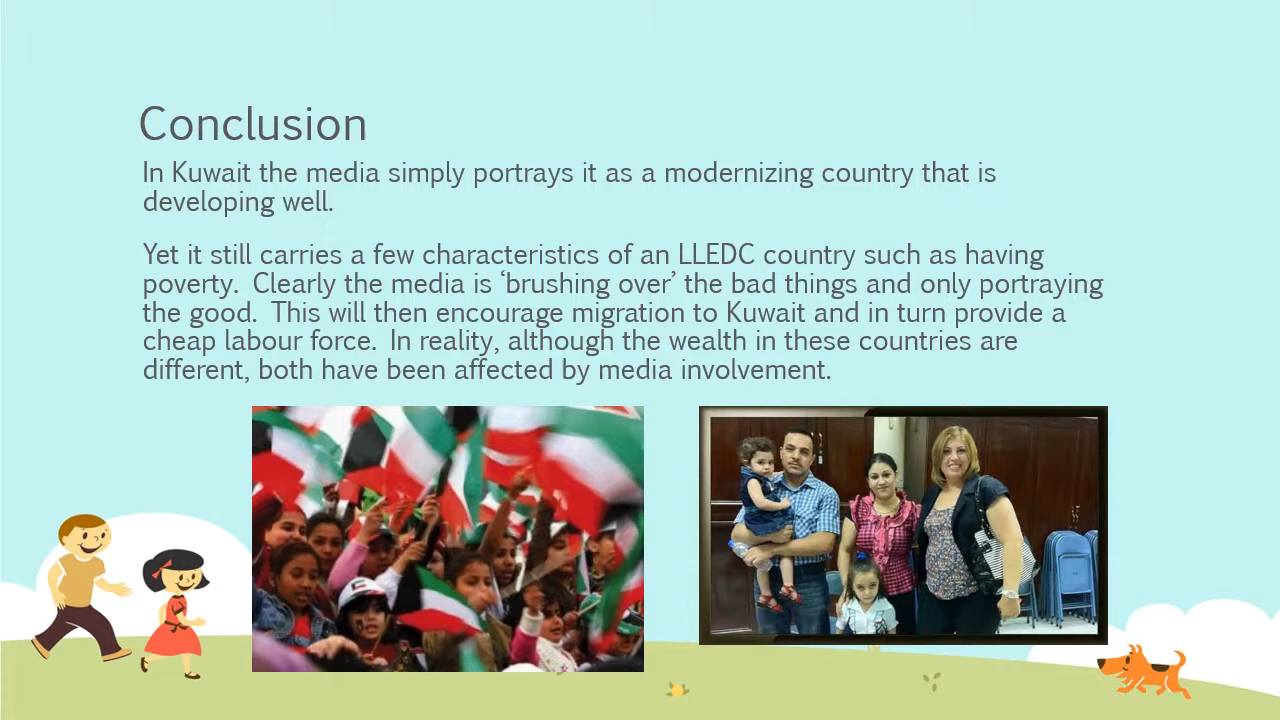 Conclusion
In Kuwait the media simply portrays it as a modernizing country that is
developing well.
Yet it still carries a few characteristics of an LLEDC country such as having
poverty.  Clearly the media is ‘brushing over’ the bad things and only portraying
the good.  This will then encourage migration to Kuwait and in turn provide a
cheap labour force.  In reality, although the wealth in these countries are
different, both have been affected by media involvement.